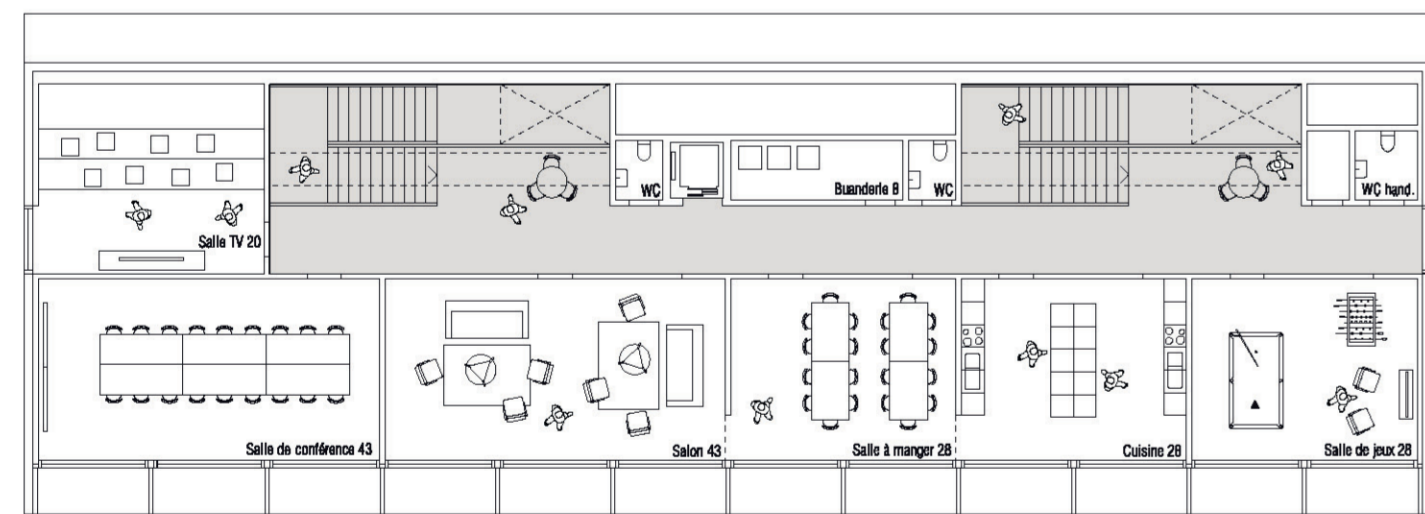 WC
Buanderie 8
WC
WC hand.
Salle TV 20
Salle de conférence 43
Salon 43
Salle à manger 28
Cuisine 28
Salle de jeux 28